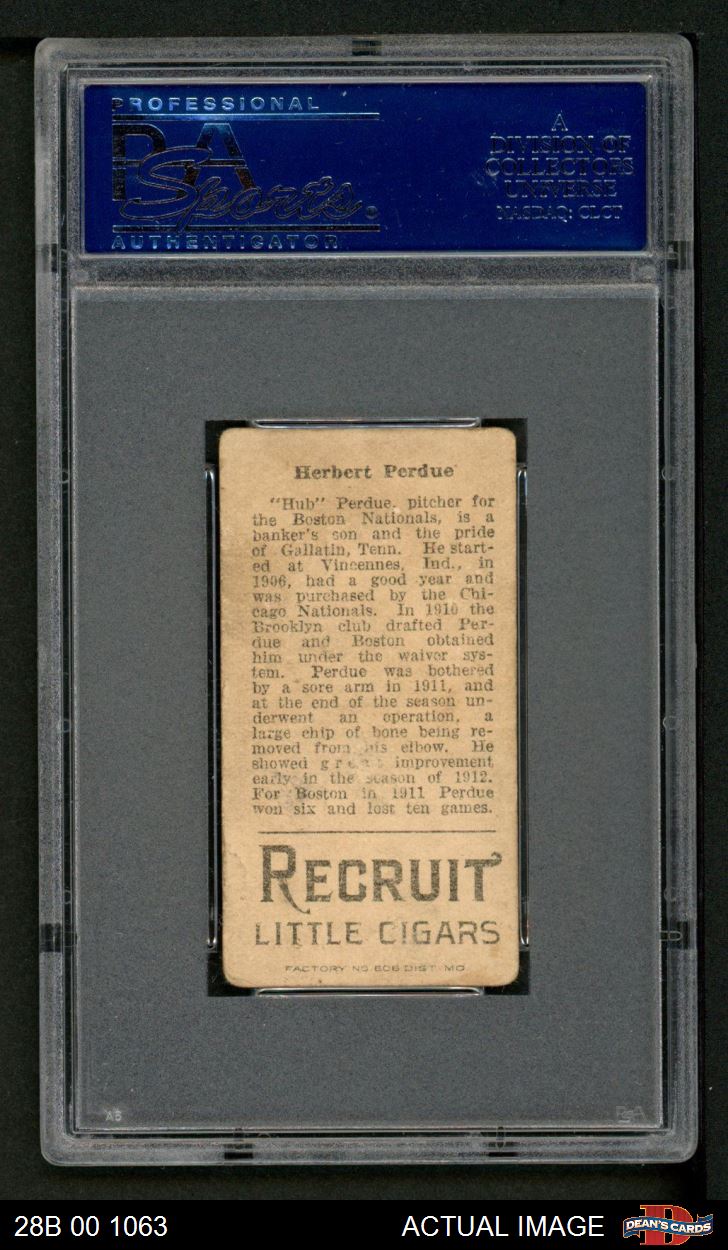 PROFESSIONAL
PSA
Sports
AUTHENTICATOR
A
DIVISION OF
COLLECTORS
UNIVERSE
NASDAQ: CLCT
Herbert Perdue
"Hub" Perdue, pitcher for
the Boston Nationals, is a
banker's son and the pride
of Gallatin, Tenn. He start-
ed at Vincennes, Ind., in
1906, had a good year and
was purchased by the Chi-
cago Nationals. In 1910 the
Brooklyn club drafted Per-
due and Boston obtained
him under the waiver sys-
tem. Perdue was bothered
by a sore arm in 1911, and
at the end of the season un-
derwent an operation, a
large chip of bone being re-
moved from his elbow. He
showed great improvement
early in the season of 1912.
For Boston in 1911 Perdue
won six and lost ten games.
RECRUIT
LITTLE CIGARS
FACTORY NO 606 DIST MO
A5
PSA
28B 00 1063
ACTUAL IMAGE
DEAN'S CARDS